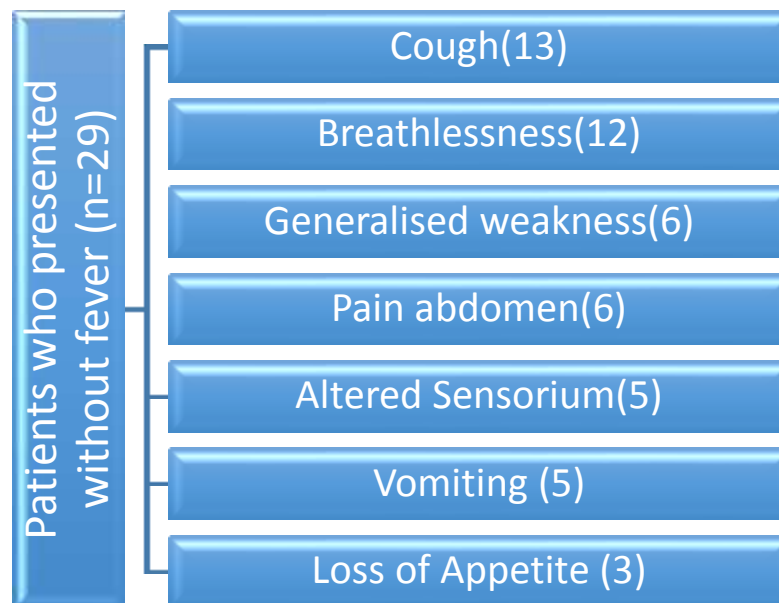 Patients who presented
without fever (n=29)
Cough(13)
Breathlessness(12)
Generalised weakness(6)
Pain abdomen(6)
Altered Sensorium(5)
Vomiting (5)
Loss of Appetite (3)